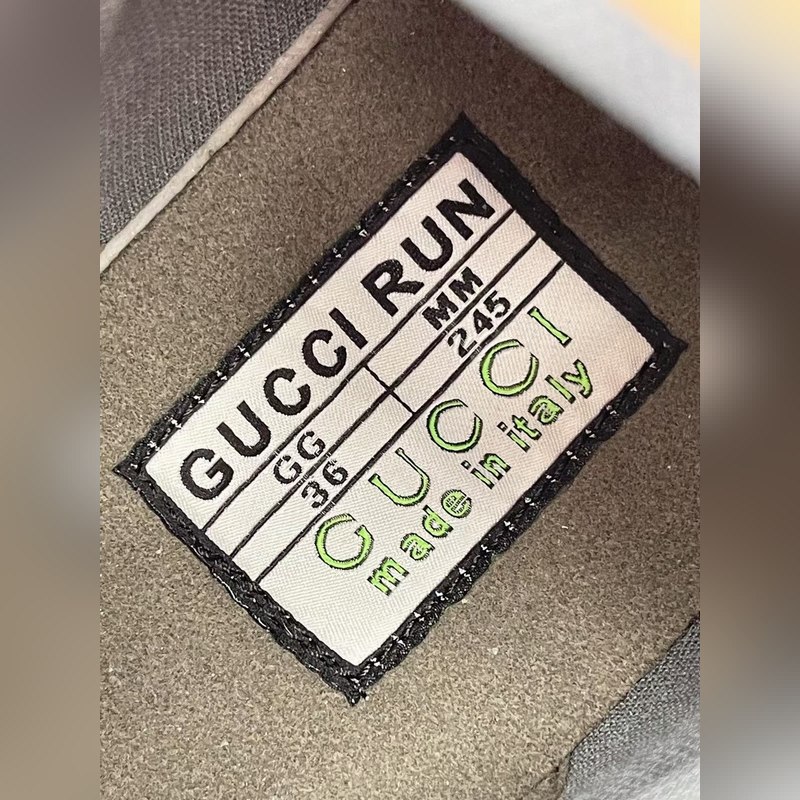 GUCCI RUN
GG MM
36 245
GUCCI
made in italy